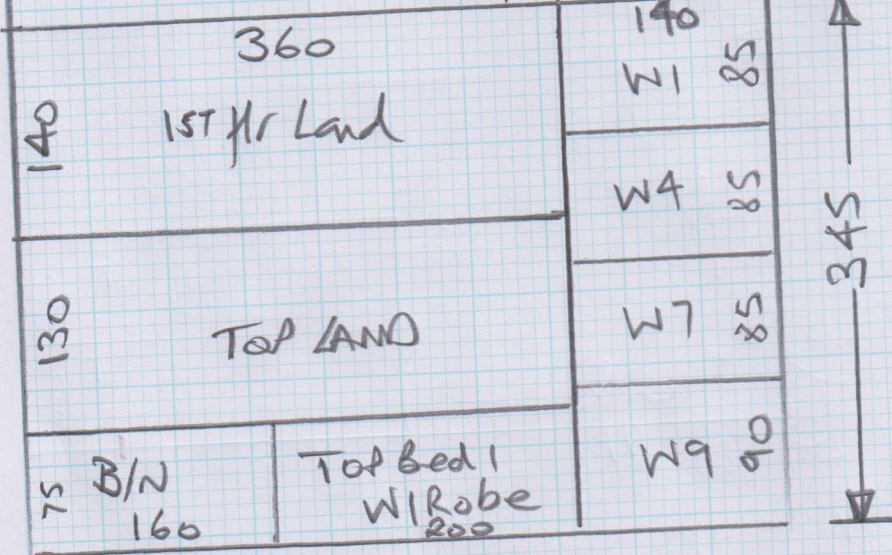 360
140
1ST Flr Land
130
TOP LAND
75
B/N
160
Top Bed 1
W/Robe
200
140
W1 85
W4 85
W7 85
W9 90
345